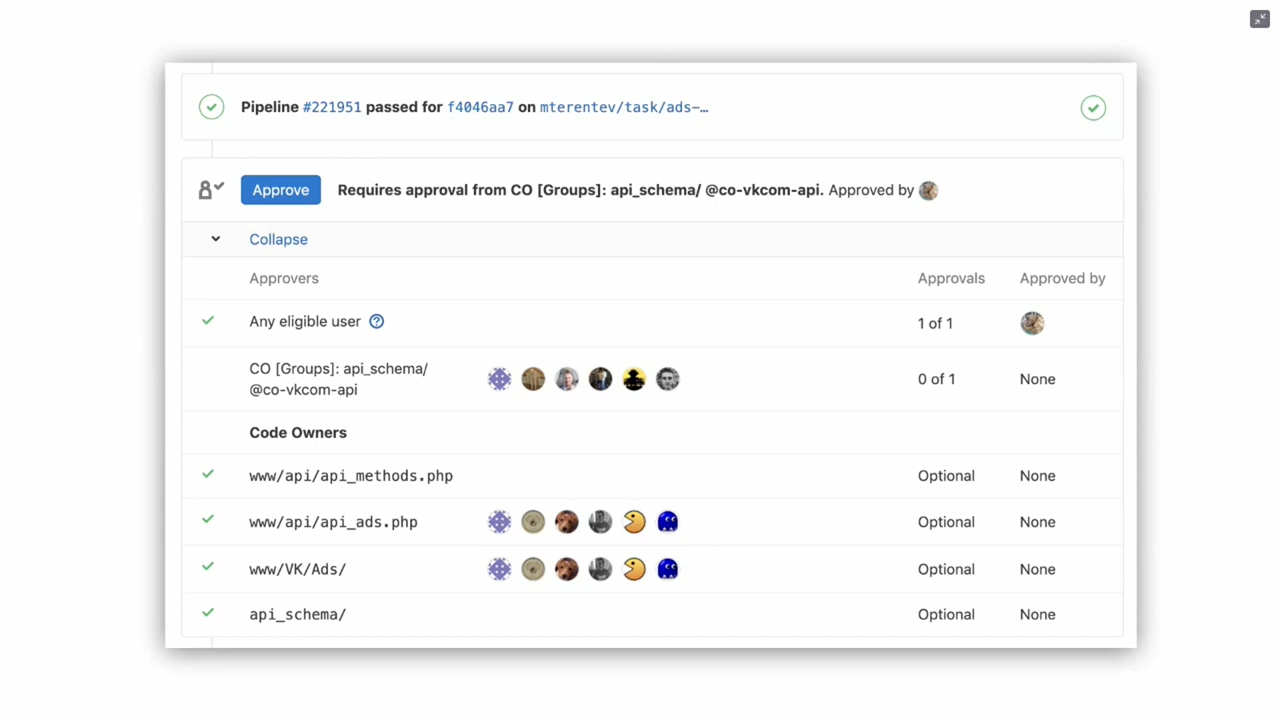 Pipeline #221951 passed for f4046aa7 on mterentev/task/ads-…
Approve Requires approval from CO [Groups]: api_schema/ @co-vkcom-api. Approved by
Collapse
Approvers Approvals Approved by
Any eligible user 1 of 1
CO [Groups]: api_schema/
@co-vkcom-api 0 of 1 None
Code Owners
www/api/api_methods.php Optional None
www/api/api_ads.php Optional None
www/VK/Ads/ Optional None
api_schema/ Optional None